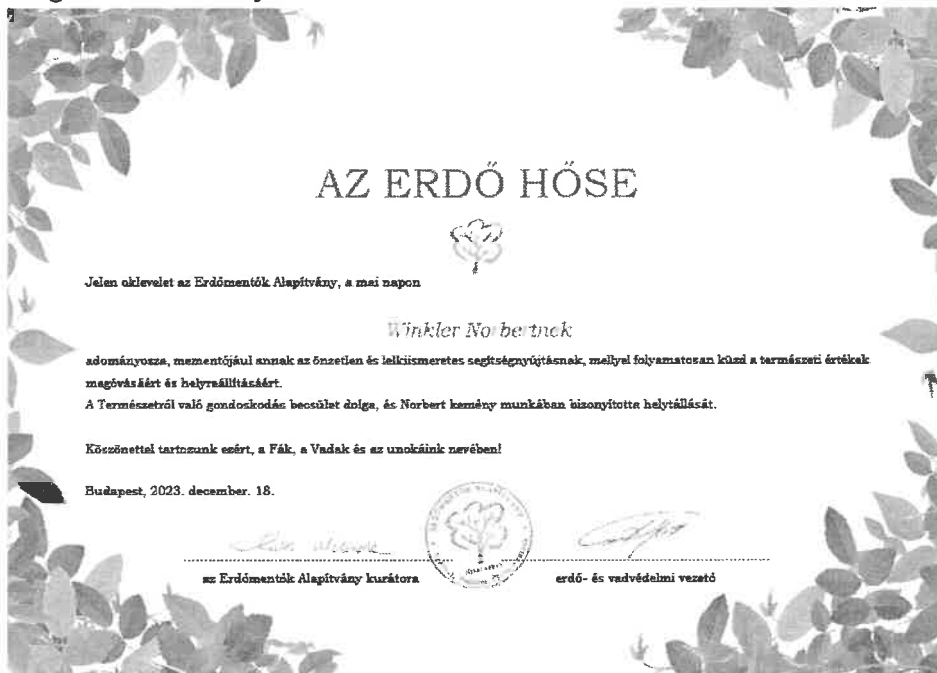 AZ ERDŐ HŐSE
Jelen oklevelet az Erdőmentők Alapítvány, a mai napon
Winkler Norbertnek
adományozza, mementójául annak az önzetlen és lelkiismeretes segítségnyújtásnak, mellyel folyamatosan küzd a természeti értékek
megóvásáért és helyreállításáért.
A Természetről való gondoskodás becsület dolga, és Norbert kemény munkában bizonyította helytállását.
Köszönettel tartozunk ezért, a Fák, a Vadak és az unokáink nevében!
Budapest, 2023. december. 18.
az Erdőmentők Alapítvány kurátora
erdő- és vadvédelmi vezető